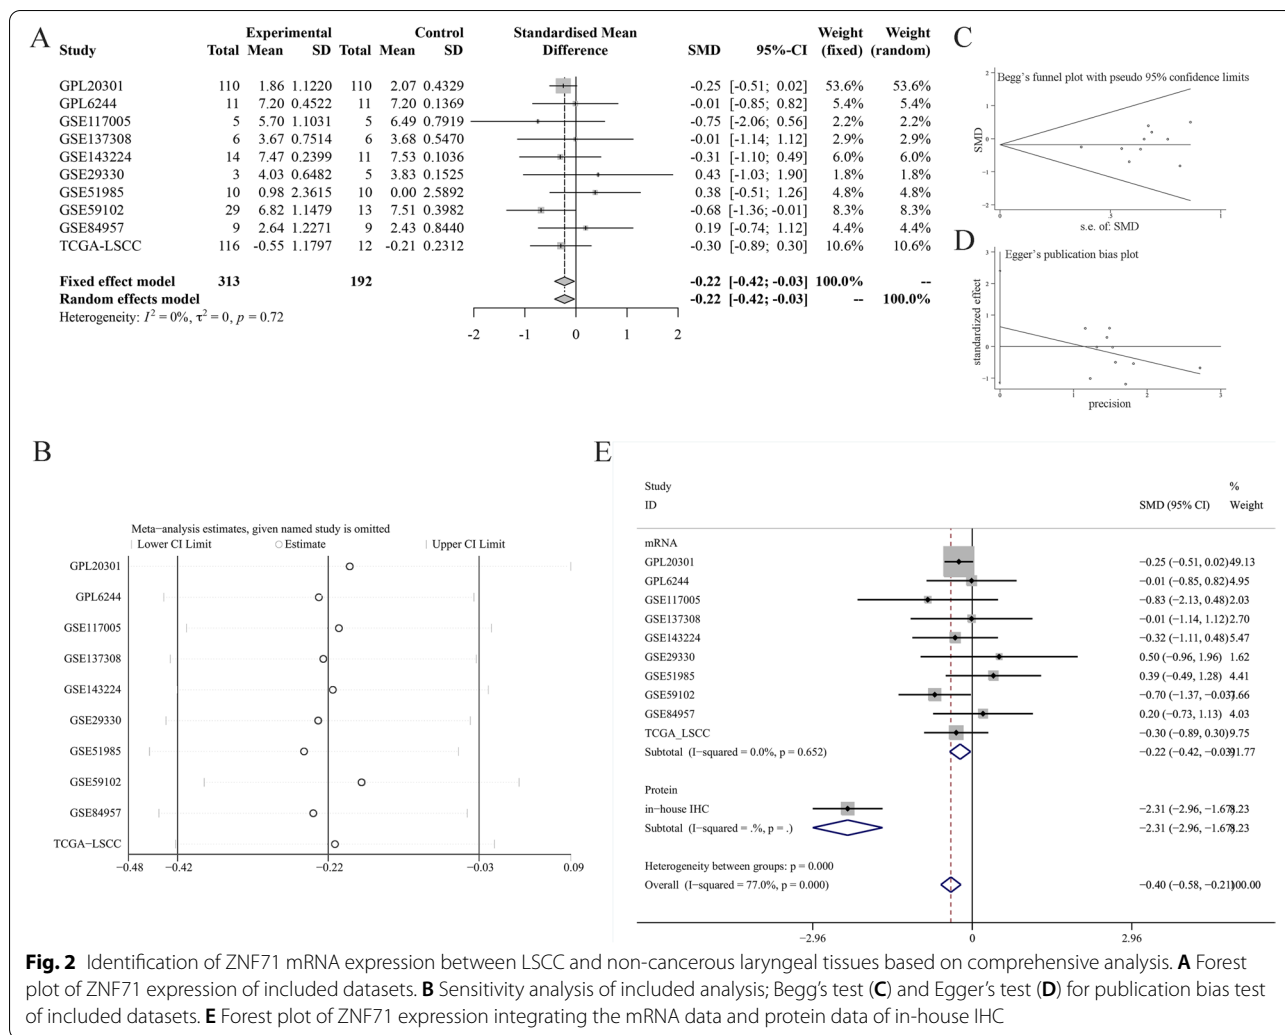 A
Experimental Control Standardised Mean Weight Weight
Study Total Mean SD Total Mean SD Difference SMD 95%-CI (fixed) (random)
GPL20301 110 1.86 1.1220 110 2.07 0.4329 -0.25 [-0.51; 0.02] 53.6% 53.6%
GPL6244 11 7.20 0.4522 11 7.20 0.1369 -0.01 [-0.85; 0.82] 5.4% 5.4%
GSE117005 5 5.70 1.1031 5 6.49 0.7919 -0.75 [-2.06; 0.56] 2.2% 2.2%
GSE137308 6 3.67 0.7514 6 3.68 0.5470 -0.01 [-1.14; 1.12] 2.9% 2.9%
GSE143224 14 7.47 0.2399 11 7.53 0.1036 -0.31 [-1.10; 0.49] 6.0% 6.0%
GSE29330 3 4.03 0.6482 5 3.83 0.1525 0.43 [-1.03; 1.90] 1.8% 1.8%
GSE51985 10 0.98 2.3615 10 0.00 2.5892 0.38 [-0.51; 1.26] 4.8% 4.8%
GSE59102 29 6.82 1.1479 13 7.51 0.3982 -0.68 [-1.36; -0.01] 8.3% 8.3%
GSE84957 9 2.64 1.2271 9 2.43 0.8440 0.19 [-0.74; 1.12] 4.4% 4.4%
TCGA-LSCC 116 -0.55 1.1797 12 -0.21 0.2312 -0.30 [-0.89; 0.30] 10.6% 10.6%
Fixed effect model 313 192 -0.22 [-0.42; -0.03] 100.0% --
Random effects model -0.22 [-0.42; -0.03] -- 100.0%
Heterogeneity: I² = 0%, τ² = 0, p = 0.72
-2 -1 0 1 2
C
Begg's funnel plot with pseudo 95% confidence limits
SMD
2
1
0
−1
−2
0 .5 1
s.e. of: SMD
D
Egger's publication bias plot
standardized effect
3
2
1
0
−1
0 1 2 3
precision
B
Meta−analysis estimates, given named study is omitted
Lower CI Limit Estimate Upper CI Limit
GPL20301
GPL6244
GSE117005
GSE137308
GSE143224
GSE29330
GSE51985
GSE59102
GSE84957
TCGA−LSCC
−0.48 −0.42 −0.22 −0.03 0.09
E
Study %
ID SMD (95% CI) Weight
mRNA
GPL20301 −0.25 (−0.51, 0.02) 49.13
GPL6244 −0.01 (−0.85, 0.82) 4.95
GSE117005 −0.83 (−2.13, 0.48) 2.03
GSE137308 −0.01 (−1.14, 1.12) 2.70
GSE143224 −0.32 (−1.11, 0.48) 5.47
GSE29330 0.50 (−0.96, 1.96) 1.62
GSE51985 0.39 (−0.49, 1.28) 4.41
GSE59102 −0.70 (−1.37, −0.03) 7.66
GSE84957 0.20 (−0.73, 1.13) 4.03
TCGA_LSCC −0.30 (−0.89, 0.30) 9.75
Subtotal (I−squared = 0.0%, p = 0.652) −0.22 (−0.42, −0.03) 91.77
Protein
in−house IHC −2.31 (−2.96, −1.67) 8.23
Subtotal (I−squared = .%, p = .) −2.31 (−2.96, −1.67) 8.23
Heterogeneity between groups: p = 0.000
Overall (I−squared = 77.0%, p = 0.000) −0.40 (−0.58, −0.21) 100.00
−2.96 0 2.96
Fig. 2 Identification of ZNF71 mRNA expression between LSCC and non-cancerous laryngeal tissues based on comprehensive analysis. A Forest
plot of ZNF71 expression of included datasets. B Sensitivity analysis of included analysis; Begg's test (C) and Egger's test (D) for publication bias test
of included datasets. E Forest plot of ZNF71 expression integrating the mRNA data and protein data of in-house IHC